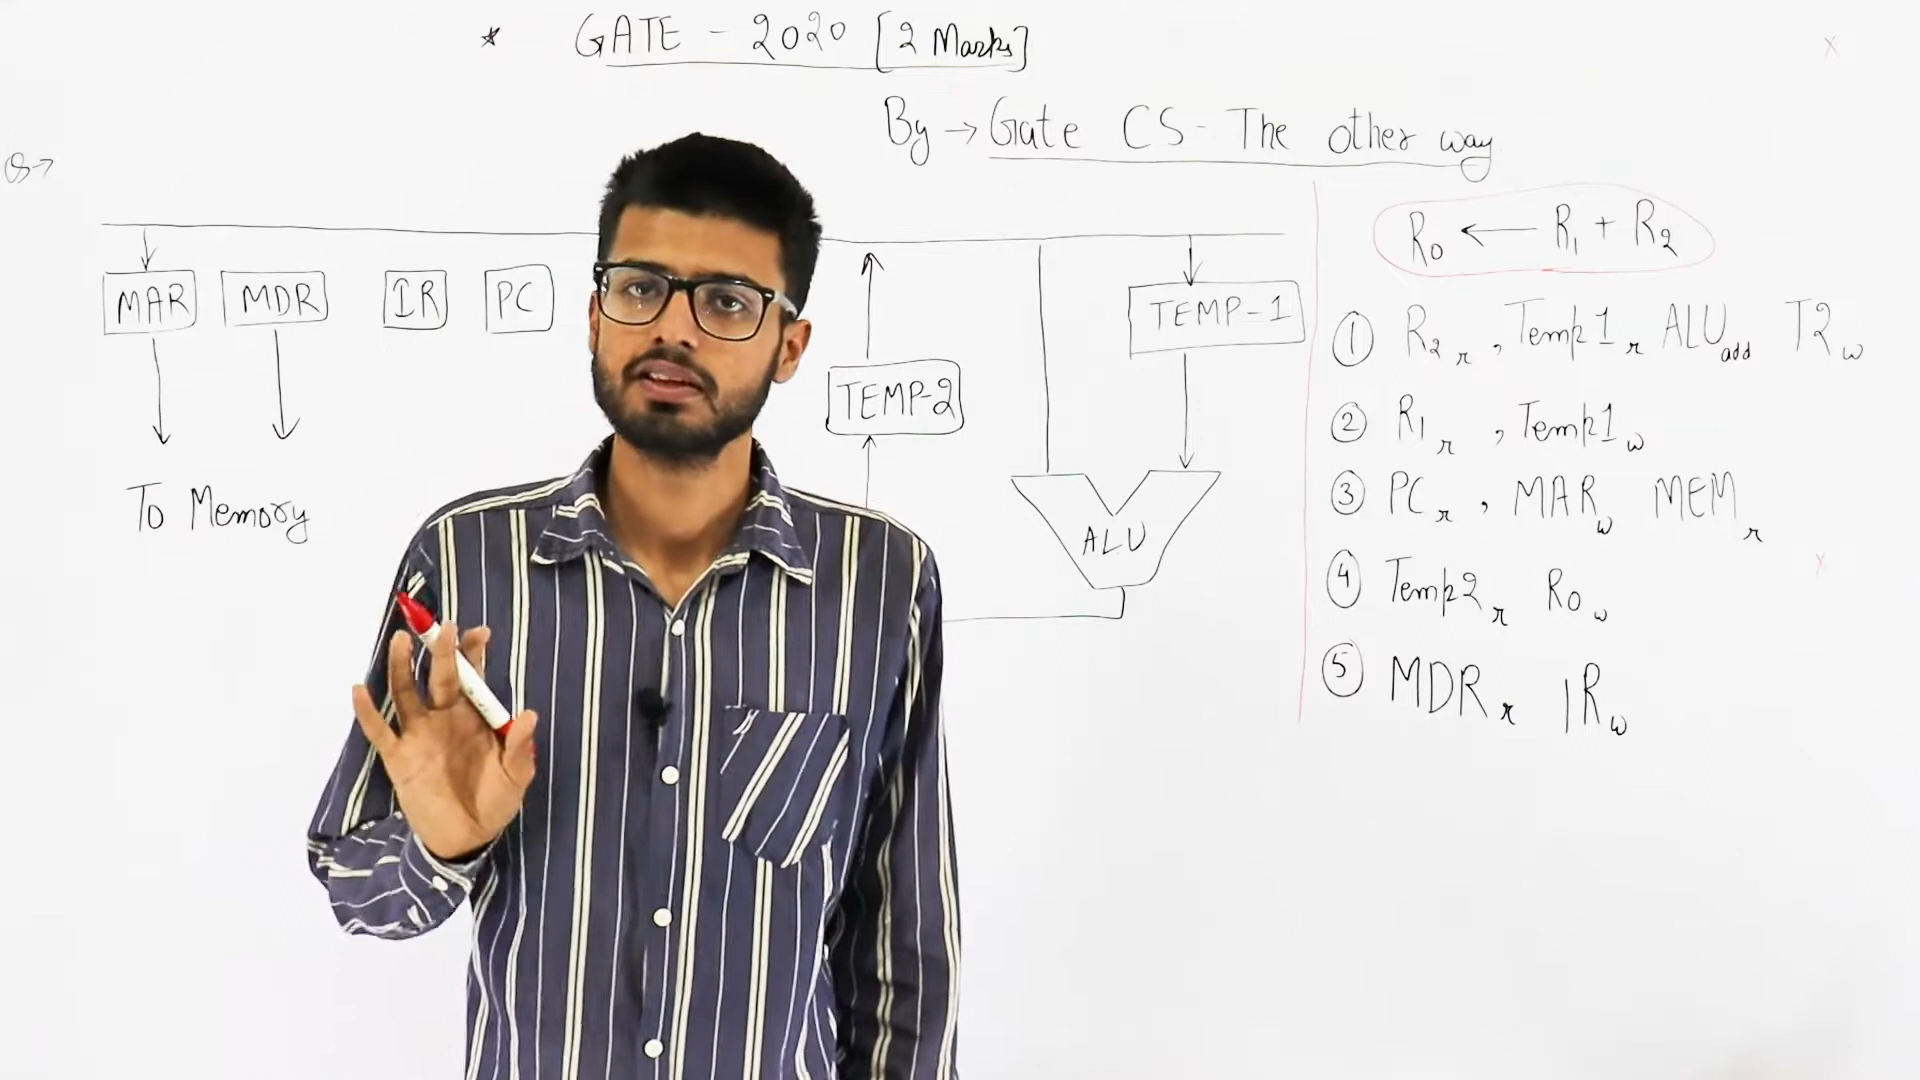 * GATE - 2020 [2 Marks]
By → Gate CS - The other way
Q →
MAR MDR IR PC
To Memory
TEMP-2
TEMP-1
ALU
R0 ← R1 + R2
① R2r , Temp1r ALUadd T2w
② R1r , Temp1w
③ PCr , MARw MEMr
④ Temp2r R0w
⑤ MDRr IRw